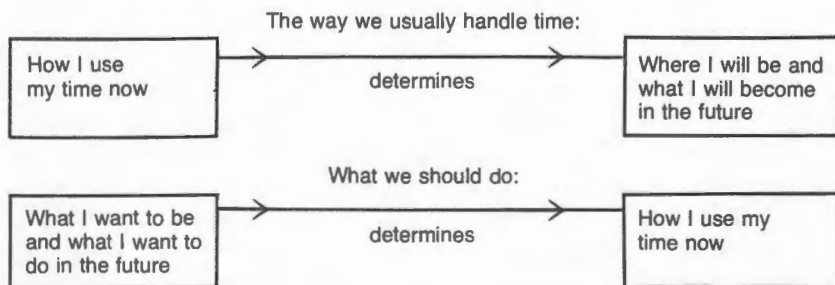 The way we usually handle time:
How I use
my time now
determines
Where I will be and
what I will become
in the future
What we should do:
What I want to be
and what I want to
do in the future
determines
How I use my
time now